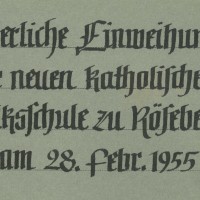 erliche Einweihun
r neuen katholische
ksschule zu Rösebe
am 28. Febr. 1955